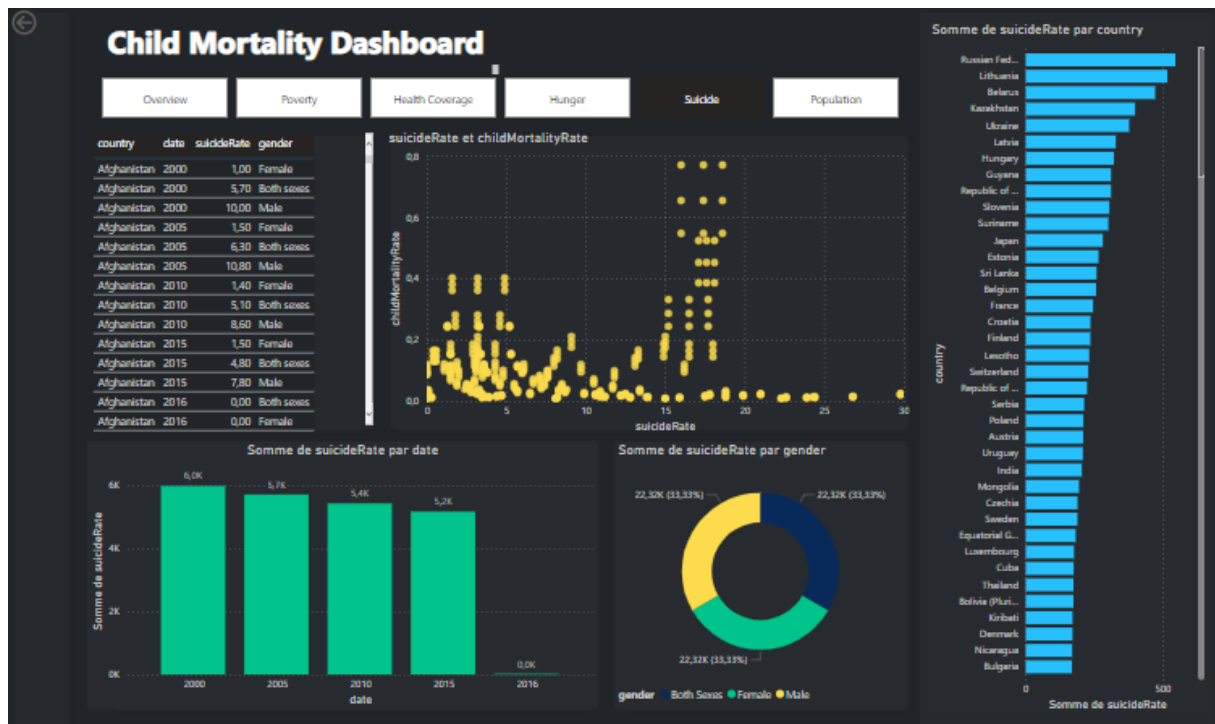 Child Mortality Dashboard
Overview
Poverty
Health Coverage
Hunger
Suicide
Population
country date suicideRate gender
Afghanistan 2000 1,00 Female
Afghanistan 2000 5,70 Both sexes
Afghanistan 2000 10,00 Male
Afghanistan 2005 1,50 Female
Afghanistan 2005 6,30 Both sexes
Afghanistan 2005 10,80 Male
Afghanistan 2010 1,40 Female
Afghanistan 2010 5,10 Both sexes
Afghanistan 2010 8,60 Male
Afghanistan 2015 1,50 Female
Afghanistan 2015 4,80 Both sexes
Afghanistan 2015 7,80 Male
Afghanistan 2016 0,00 Both sexes
Afghanistan 2016 0,00 Female
suicideRate et childMortalityRate
childMortalityRate
0,8
0,6
0,4
0,2
0,0
0 5 10 15 20 25 30
suicideRate
Somme de suicideRate par date
Somme de suicideRate
6K
4K
2K
0K
6,0K
5,7K
5,4K
5,2K
0,0K
2000 2005 2010 2015 2016
date
Somme de suicideRate par gender
22,32K (33,33%)
22,32K (33,33%)
22,32K (33,33%)
gender Both Sexes Female Male
Somme de suicideRate par country
country
Russian Fed...
Lithuania
Belarus
Kazakhstan
Ukraine
Latvia
Hungary
Guyana
Republic of ...
Slovenia
Suriname
Japan
Estonia
Sri Lanka
Belgium
France
Croatia
Finland
Lesotho
Switzerland
Republic of ...
Serbia
Poland
Austria
Uruguay
India
Mongolia
Czechia
Sweden
Equatorial G...
Luxembourg
Cuba
Thailand
Bolivia (Pluri...
Kiribati
Denmark
Nicaragua
Bulgaria
0 500
Somme de suicideRate